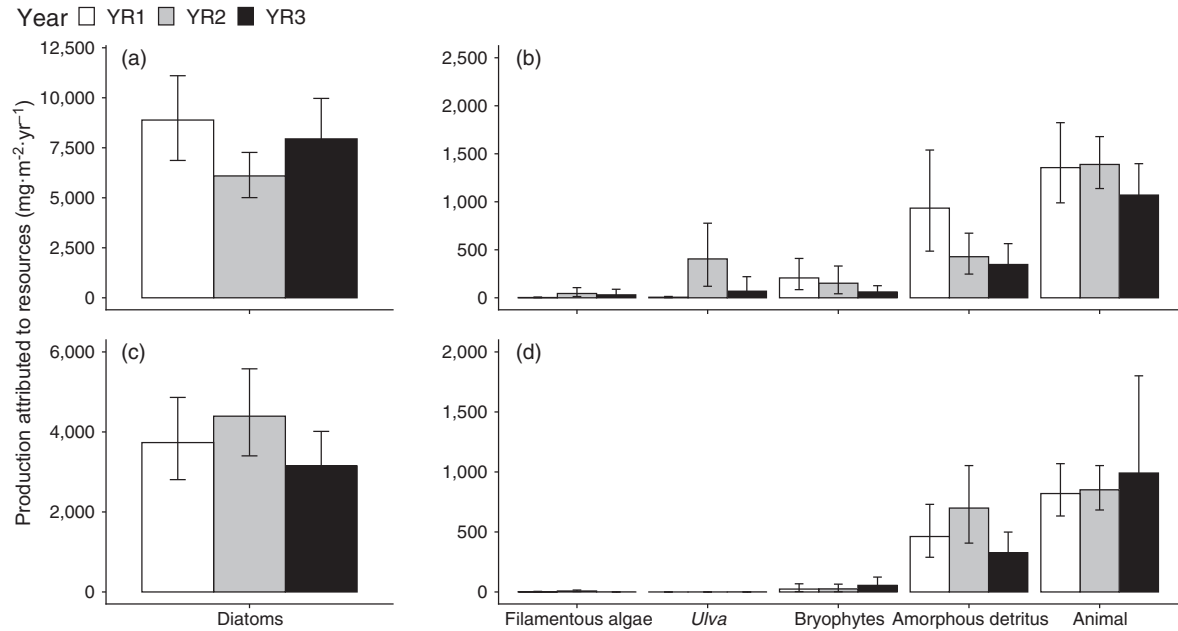 Year YR1 YR2 YR3
Production attributed to resources (mg·m⁻²·yr⁻¹)
(a)
12,500
10,000
7,500
5,000
2,500
0
(b)
2,500
2,000
1,500
1,000
500
0
(c)
6,000
4,000
2,000
0
Diatoms
(d)
2,000
1,500
1,000
500
0
Filamentous algae Ulva Bryophytes Amorphous detritus Animal